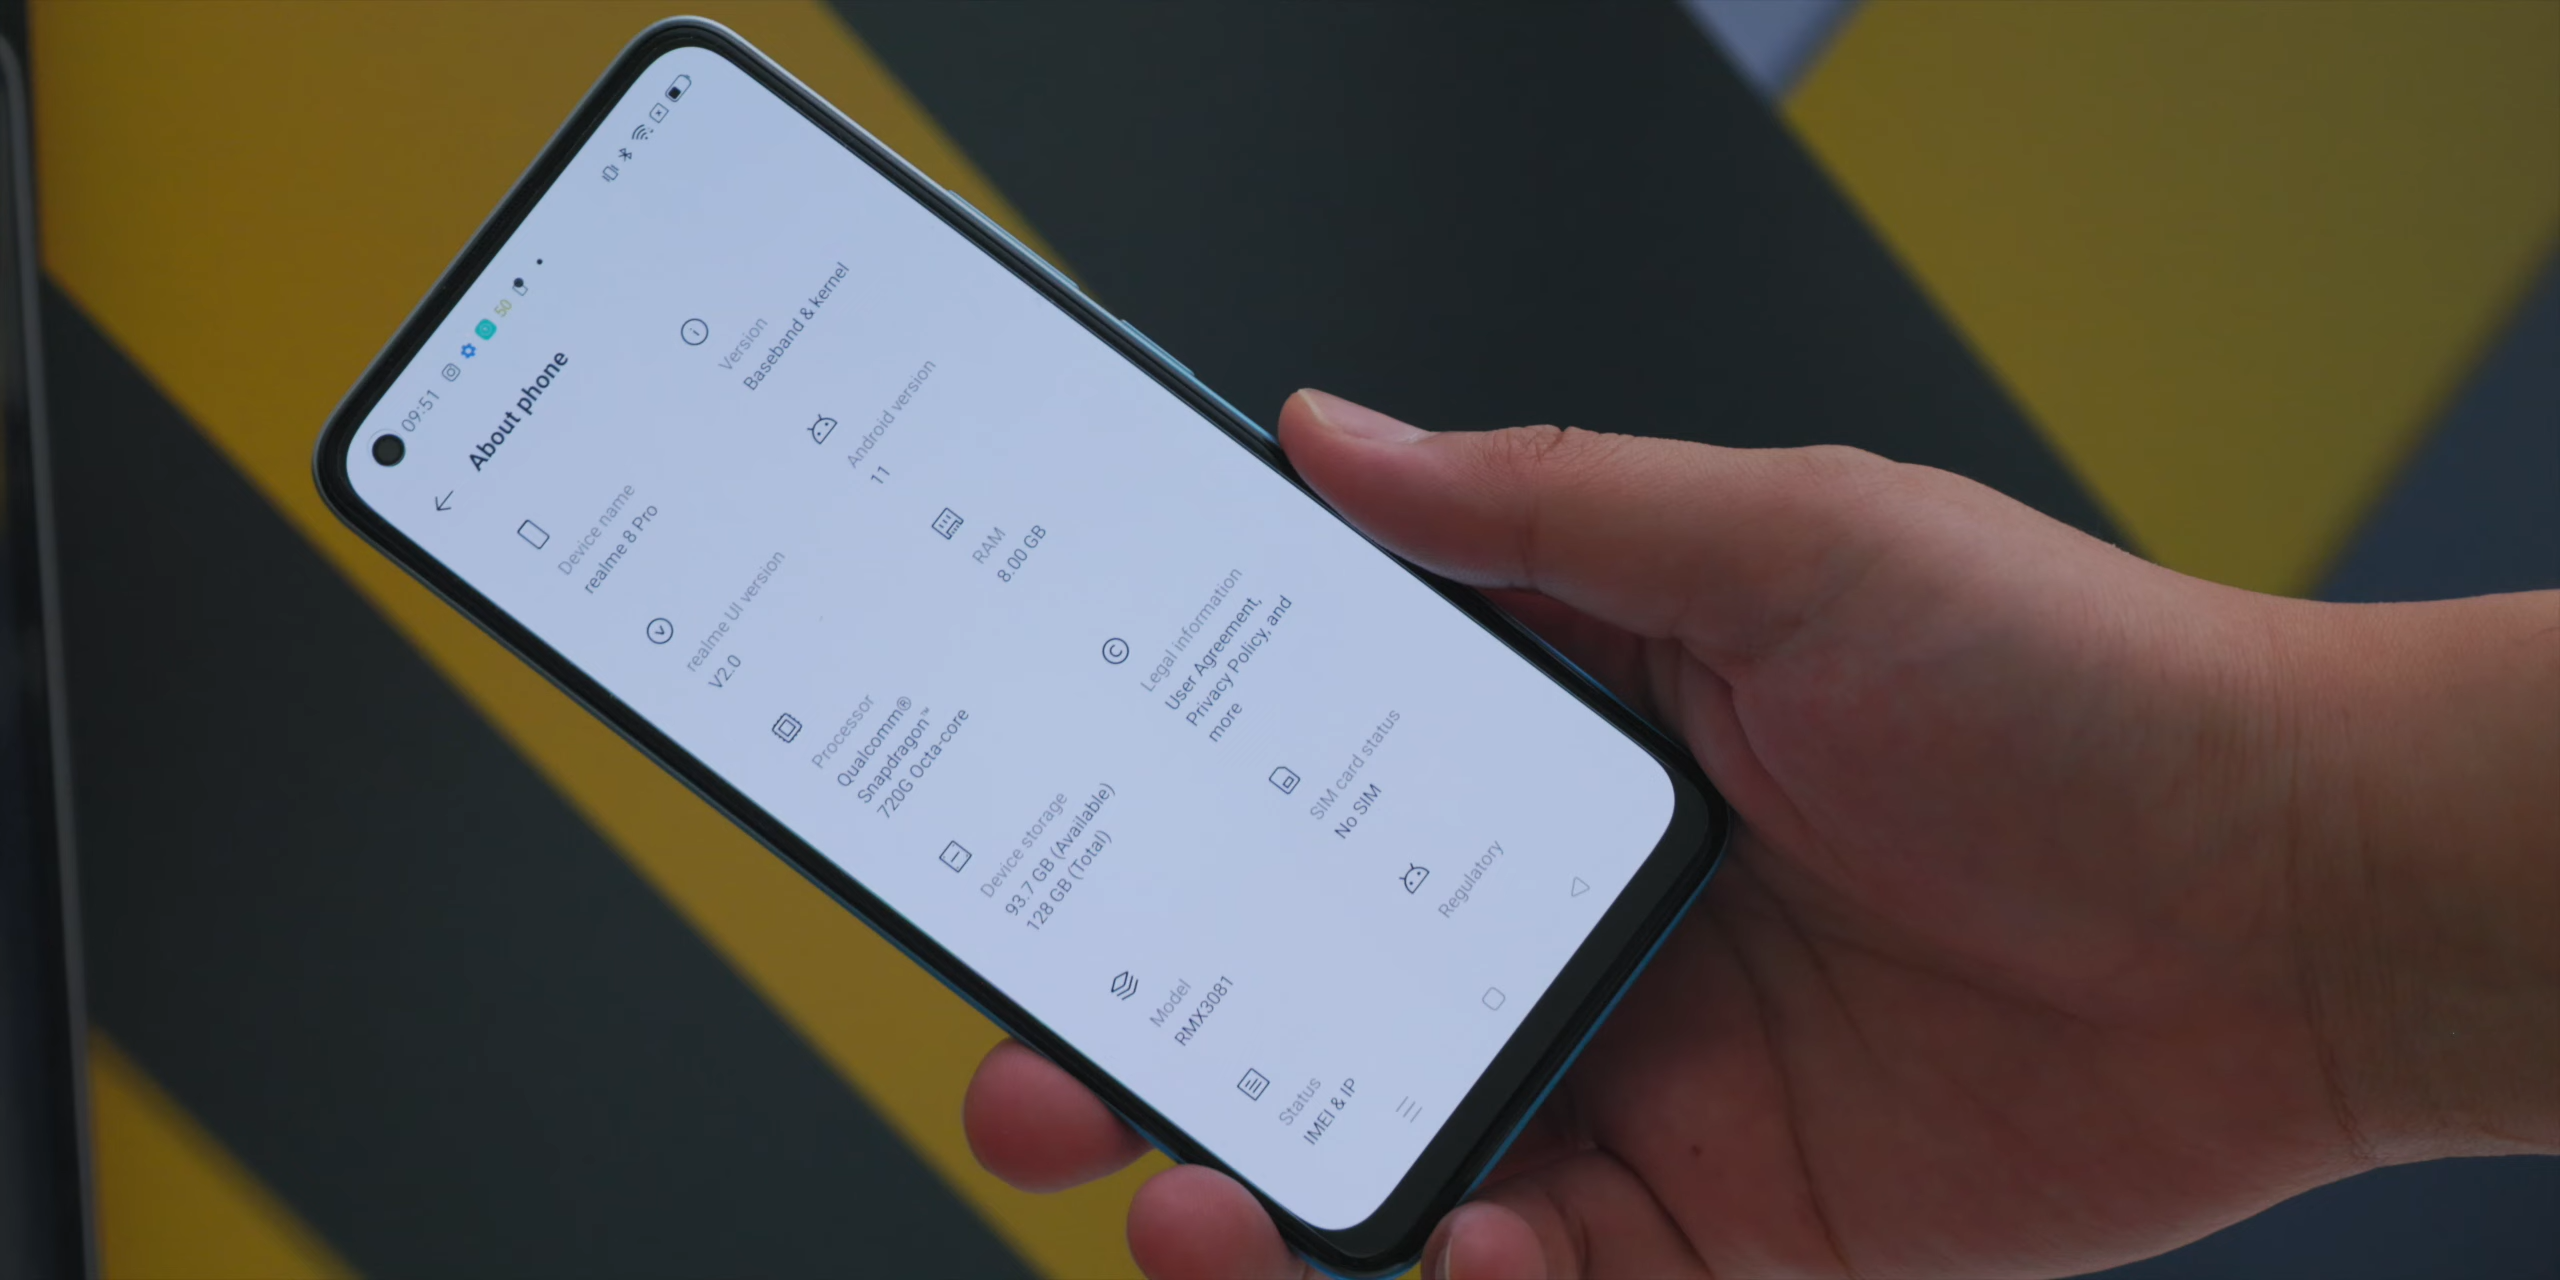 09:51
50
About phone
Device name
realme 8 Pro
Version
Baseband & kernel
realme UI version
V2.0
Android version
11
Processor
Qualcomm®
Snapdragon™
720G Octa-core
RAM
8.00 GB
Device storage
93.7 GB (Available)
128 GB (Total)
Legal information
User Agreement,
Privacy Policy, and
more
Model
RMX3081
SIM card status
No SIM
Status
IMEI & IP
Regulatory